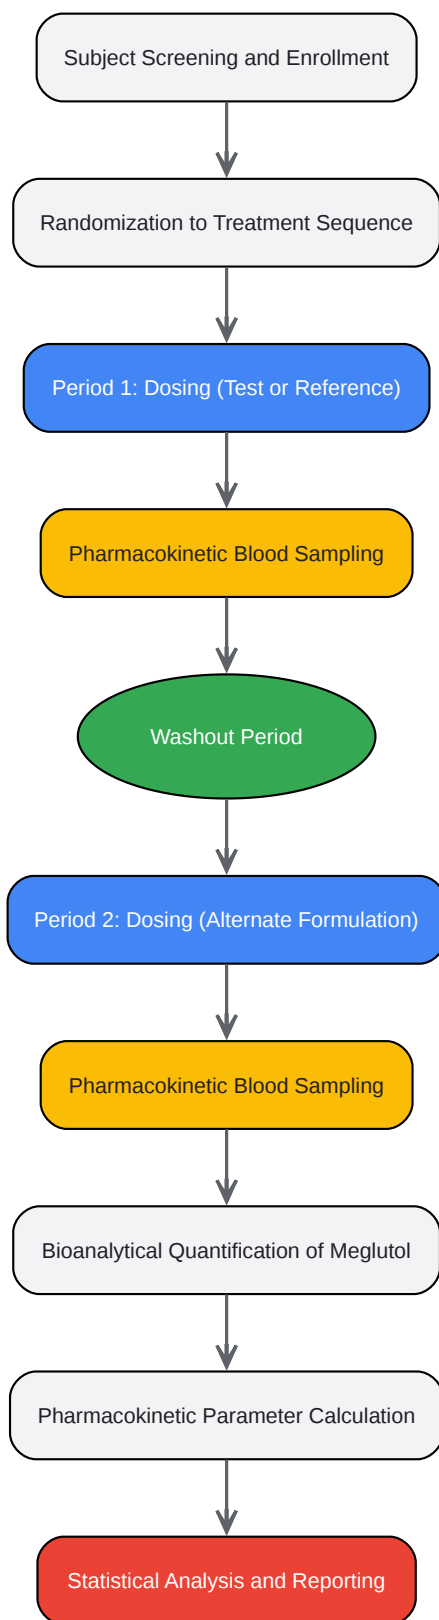 Subject Screening and Enrollment
Randomization to Treatment Sequence
Period 1: Dosing (Test or Reference)
Pharmacokinetic Blood Sampling
Washout Period
Period 2: Dosing (Alternate Formulation)
Pharmacokinetic Blood Sampling
Bioanalytical Quantification of Meglutol
Pharmacokinetic Parameter Calculation
Statistical Analysis and Reporting